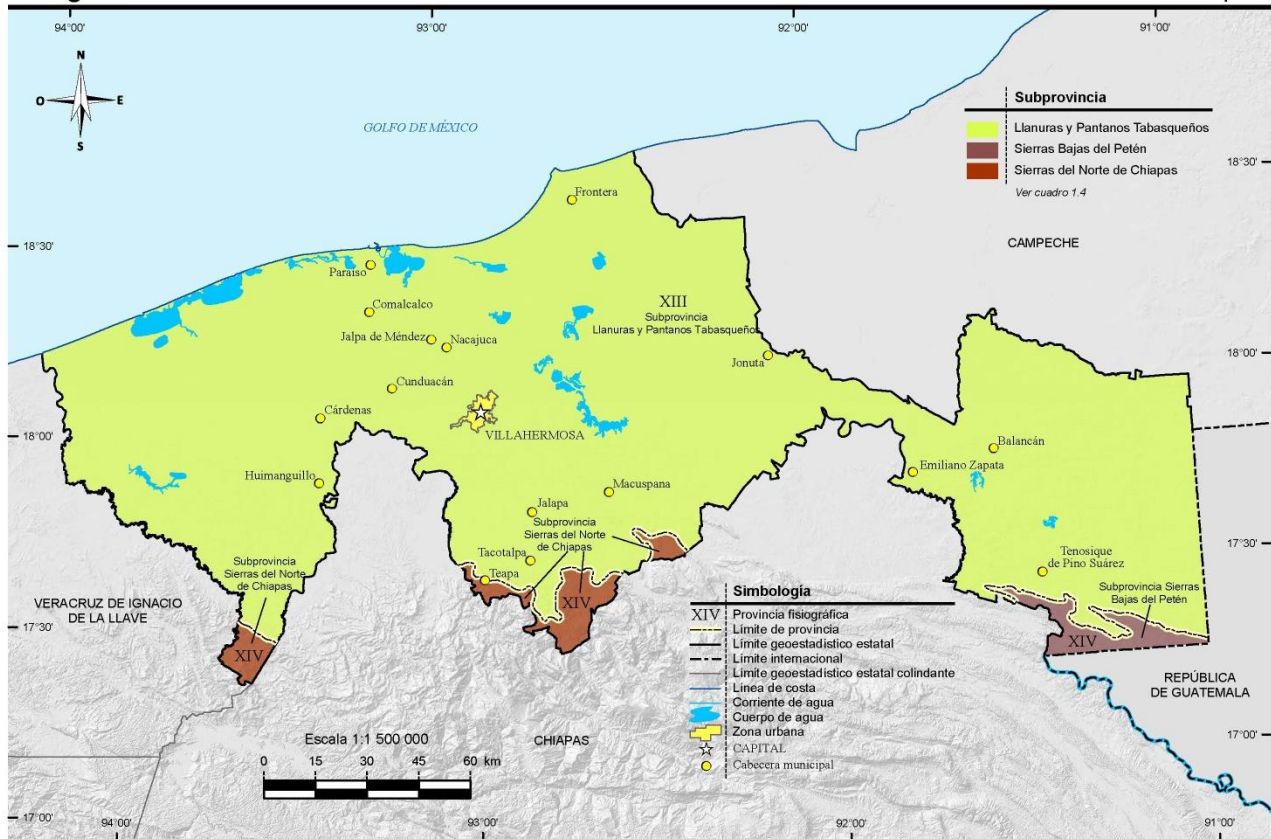 94°00'
93°00'
92°00'
91°00'
N
O
E
S
GOLFO DE MÉXICO
Subprovincia
Llanuras y Pantanos Tabasqueños
Sierras Bajas del Petén
Sierras del Norte de Chiapas
Ver cuadro 1.4
18°30'
Frontera
CAMPECHE
18°30'
Paraíso
XIII
Subprovincia
Llanuras y Pantanos Tabasqueños
Comalcalco
Jalpa de Méndez
Nacajuca
Jonuta
18°00'
Cunduacán
Cárdenas
VILLAHERMOSA
18°00'
Balancán
Emiliano Zapata
Huimanguillo
Macuspana
Jalapa
Subprovincia
Sierras del Norte
de Chiapas
17°30'
Tacotalpa
Teapa
Tenosique
de Pino Suárez
Subprovincia
Sierras del Norte
de Chiapas
Subprovincia Sierras
Bajas del Petén
VERACRUZ DE IGNACIO
DE LA LLAVE
17°30'
XIV
XIV
XIV
Simbología
XIV Provincia fisiográfica
Límite de provincia
Límite geoestadístico estatal
Límite internacional
Límite geoestadístico estatal colindante
Línea de costa
Corriente de agua
Cuerpo de agua
Zona urbana
CAPITAL
Cabecera municipal
REPÚBLICA
DE GUATEMALA
Escala 1:1 500 000
0 15 30 45 60 km
CHIAPAS
17°00'
17°00'
94°00'
93°00'
92°00'
91°00'